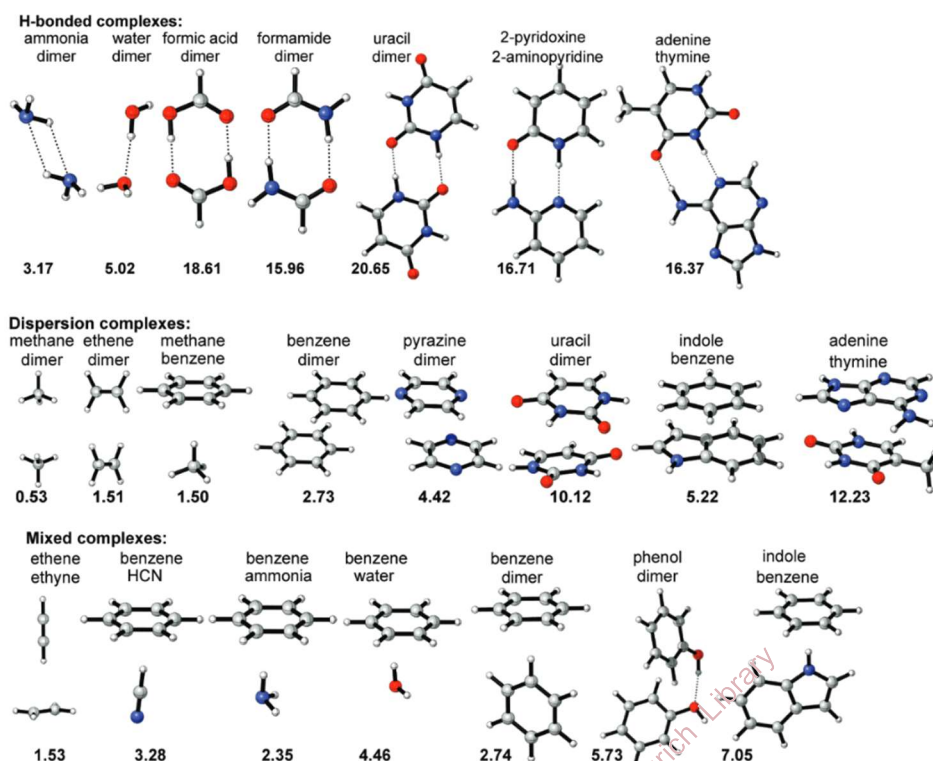 H-bonded complexes:
ammonia dimer
water dimer
formic acid dimer
formamide dimer
uracil dimer
2-pyridoxine 2-aminopyridine
adenine thymine
3.17 5.02 18.61 15.96 20.65 16.71 16.37
Dispersion complexes:
methane dimer
ethene dimer
methane benzene
benzene dimer
pyrazine dimer
uracil dimer
indole benzene
adenine thymine
0.53 1.51 1.50 2.73 4.42 10.12 5.22 12.23
Mixed complexes:
ethene ethyne
benzene HCN
benzene ammonia
benzene water
benzene dimer
phenol dimer
indole benzene
1.53 3.28 2.35 4.46 2.74 5.73 7.05
rich Library